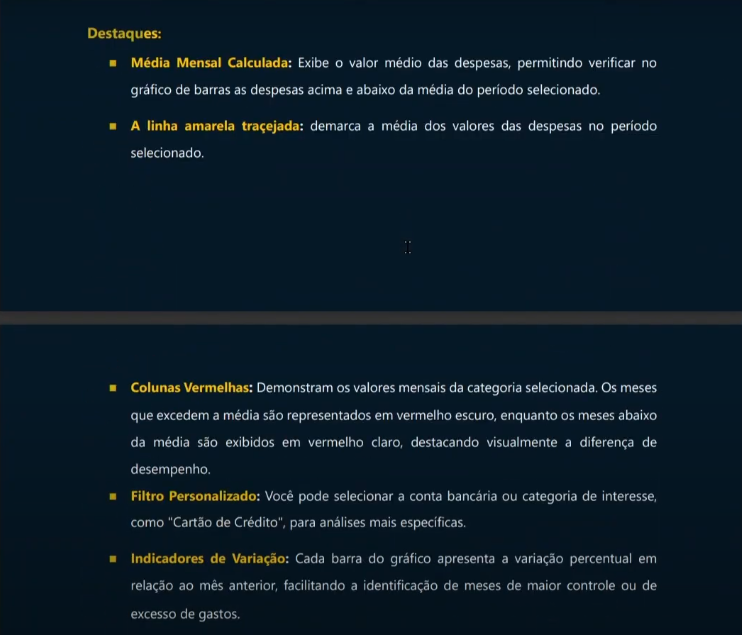 Destaques:
▪ Média Mensal Calculada: Exibe o valor médio das despesas, permitindo verificar no
gráfico de barras as despesas acima e abaixo da média do período selecionado.
▪ A linha amarela traçejada: demarca a média dos valores das despesas no período
selecionado.
▪ Colunas Vermelhas: Demonstram os valores mensais da categoria selecionada. Os meses
que excedem a média são representados em vermelho escuro, enquanto os meses abaixo
da média são exibidos em vermelho claro, destacando visualmente a diferença de
desempenho.
▪ Filtro Personalizado: Você pode selecionar a conta bancária ou categoria de interesse,
como "Cartão de Crédito", para análises mais específicas.
▪ Indicadores de Variação: Cada barra do gráfico apresenta a variação percentual em
relação ao mês anterior, facilitando a identificação de meses de maior controle ou de
excesso de gastos.